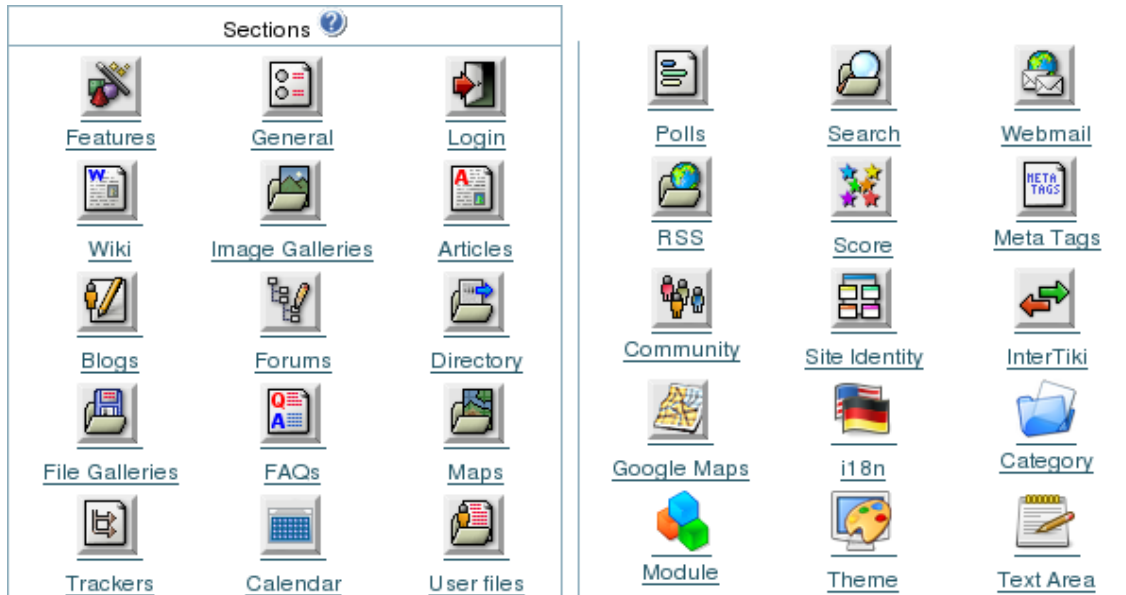 Sections ?
Features General Login
Wiki Image Galleries Articles
Blogs Forums Directory
File Galleries FAQs Maps
Trackers Calendar User files
Polls Search Webmail
META
TAGS
RSS Score Meta Tags
Community Site Identity InterTiki
Google Maps i18n Category
Module Theme Text Area
W
A
Q
A